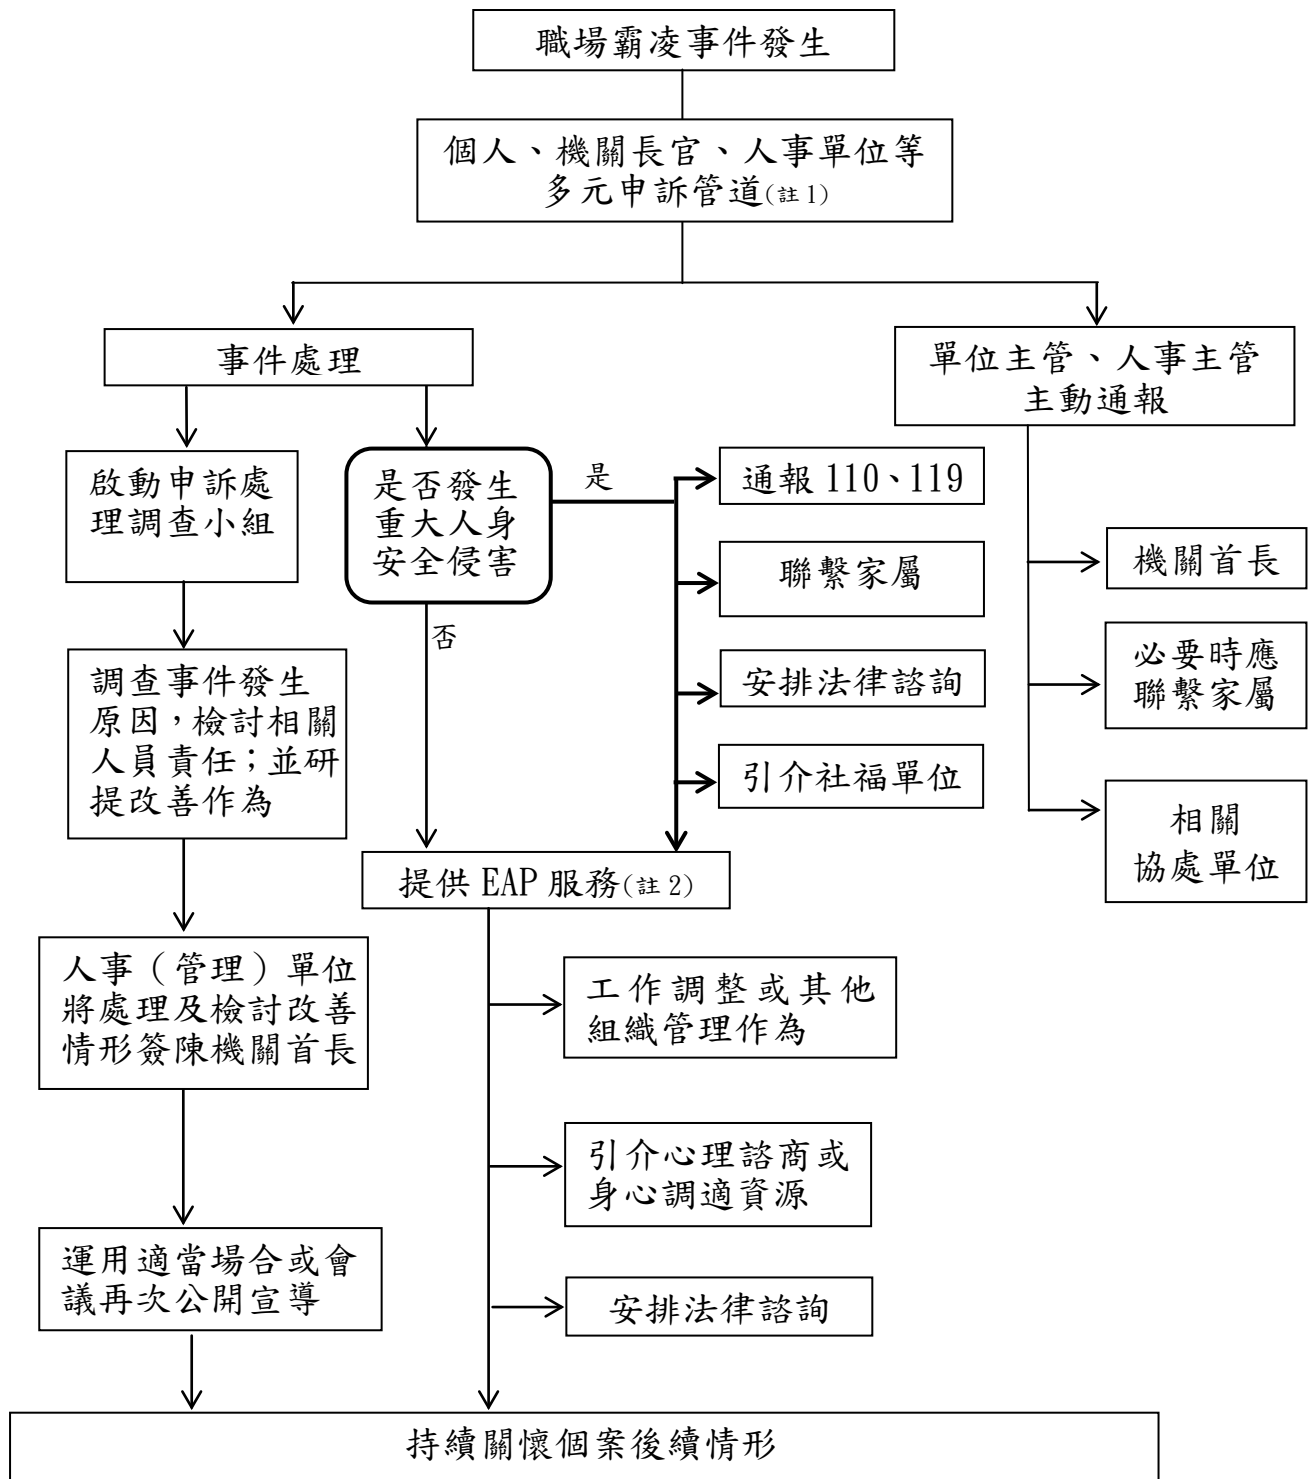 職場霸凌事件發生
個人、機關長官、人事單位等
多元申訴管道(註1)
事件處理
單位主管、人事主管
主動通報
啟動申訴處
理調查小組
是否發生
重大人身
安全侵害
是
否
通報 110、119
聯繫家屬
安排法律諮詢
引介社福單位
機關首長
必要時應
聯繫家屬
相關
協處單位
調查事件發生
原因，檢討相關
人員責任；並研
提改善作為
提供 EAP 服務(註2)
人事（管理）單位
將處理及檢討改善
情形簽陳機關首長
工作調整或其他
組織管理作為
引介心理諮商或
身心調適資源
運用適當場合或會
議再次公開宣導
安排法律諮詢
持續關懷個案後續情形